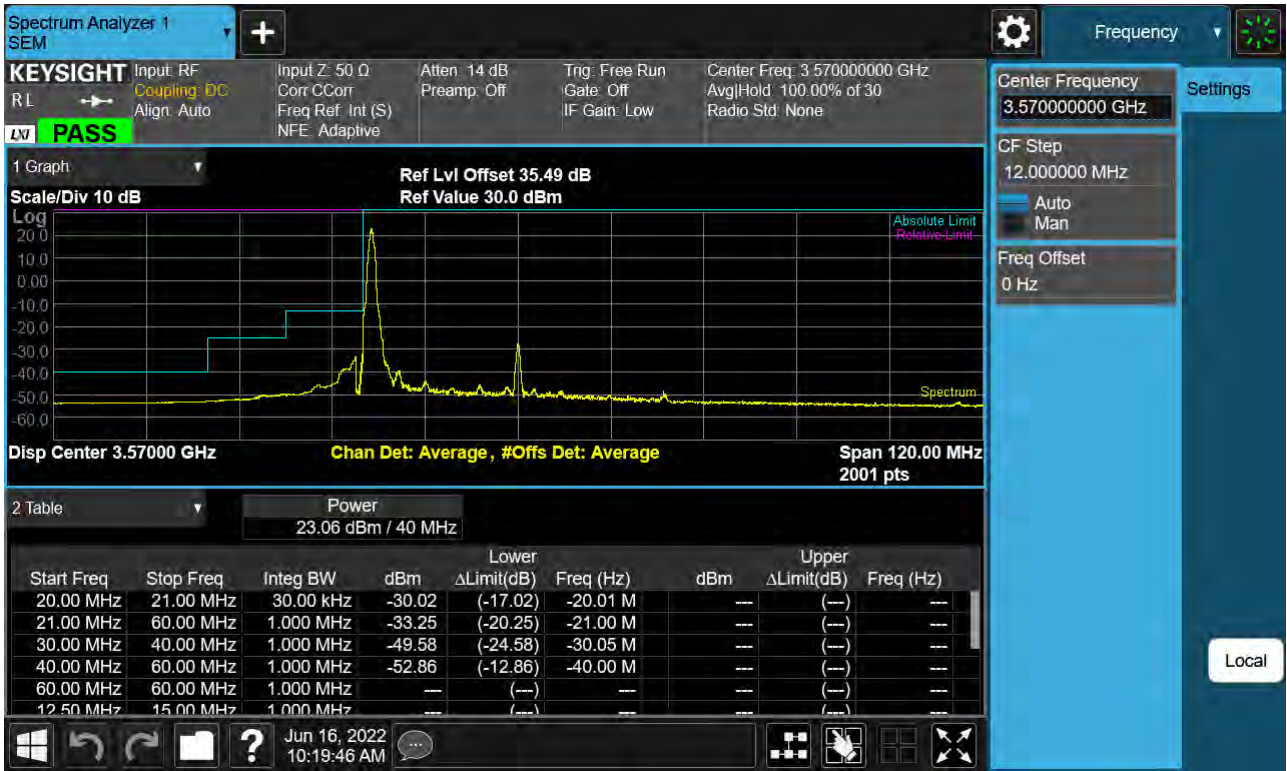 Spectrum Analyzer 1
SEM
+
Frequency
KEYSIGHT
R L
LXI PASS
Input: RF
Coupling: DC
Align: Auto
Input Z: 50 Ω
Corr CCorr
Freq Ref: Int (S)
NFE: Adaptive
Atten: 14 dB
Preamp: Off
Trig: Free Run
Gate: Off
IF Gain: Low
Center Freq: 3.570000000 GHz
Avg|Hold: 100.00% of 30
Radio Std: None
Center Frequency
3.570000000 GHz
Settings
CF Step
12.000000 MHz
Auto
Man
Freq Offset
0 Hz
1 Graph
Scale/Div 10 dB
Ref Lvl Offset 35.49 dB
Ref Value 30.0 dBm
Log
Absolute Limit
Relative Limit
20.0
10.0
0.00
-10.0
-20.0
-30.0
-40.0
-50.0
-60.0
Spectrum
Disp Center 3.57000 GHz
Chan Det: Average, #Offs Det: Average
Span 120.00 MHz
2001 pts
2 Table
Power
23.06 dBm / 40 MHz
Lower Upper
Start Freq Stop Freq Integ BW dBm ΔLimit(dB) Freq (Hz) dBm ΔLimit(dB) Freq (Hz)
20.00 MHz 21.00 MHz 30.00 kHz -30.02 (-17.02) -20.01 M --- (---) ---
21.00 MHz 60.00 MHz 1.000 MHz -33.25 (-20.25) -21.00 M --- (---) ---
30.00 MHz 40.00 MHz 1.000 MHz -49.58 (-24.58) -30.05 M --- (---) ---
40.00 MHz 60.00 MHz 1.000 MHz -52.86 (-12.86) -40.00 M --- (---) ---
60.00 MHz 60.00 MHz 1.000 MHz --- (---) --- --- (---) ---
12.50 MHz 15.00 MHz 1.000 MHz --- (---) --- --- (---) ---
Local
?
Jun 16, 2022
10:19:46 AM